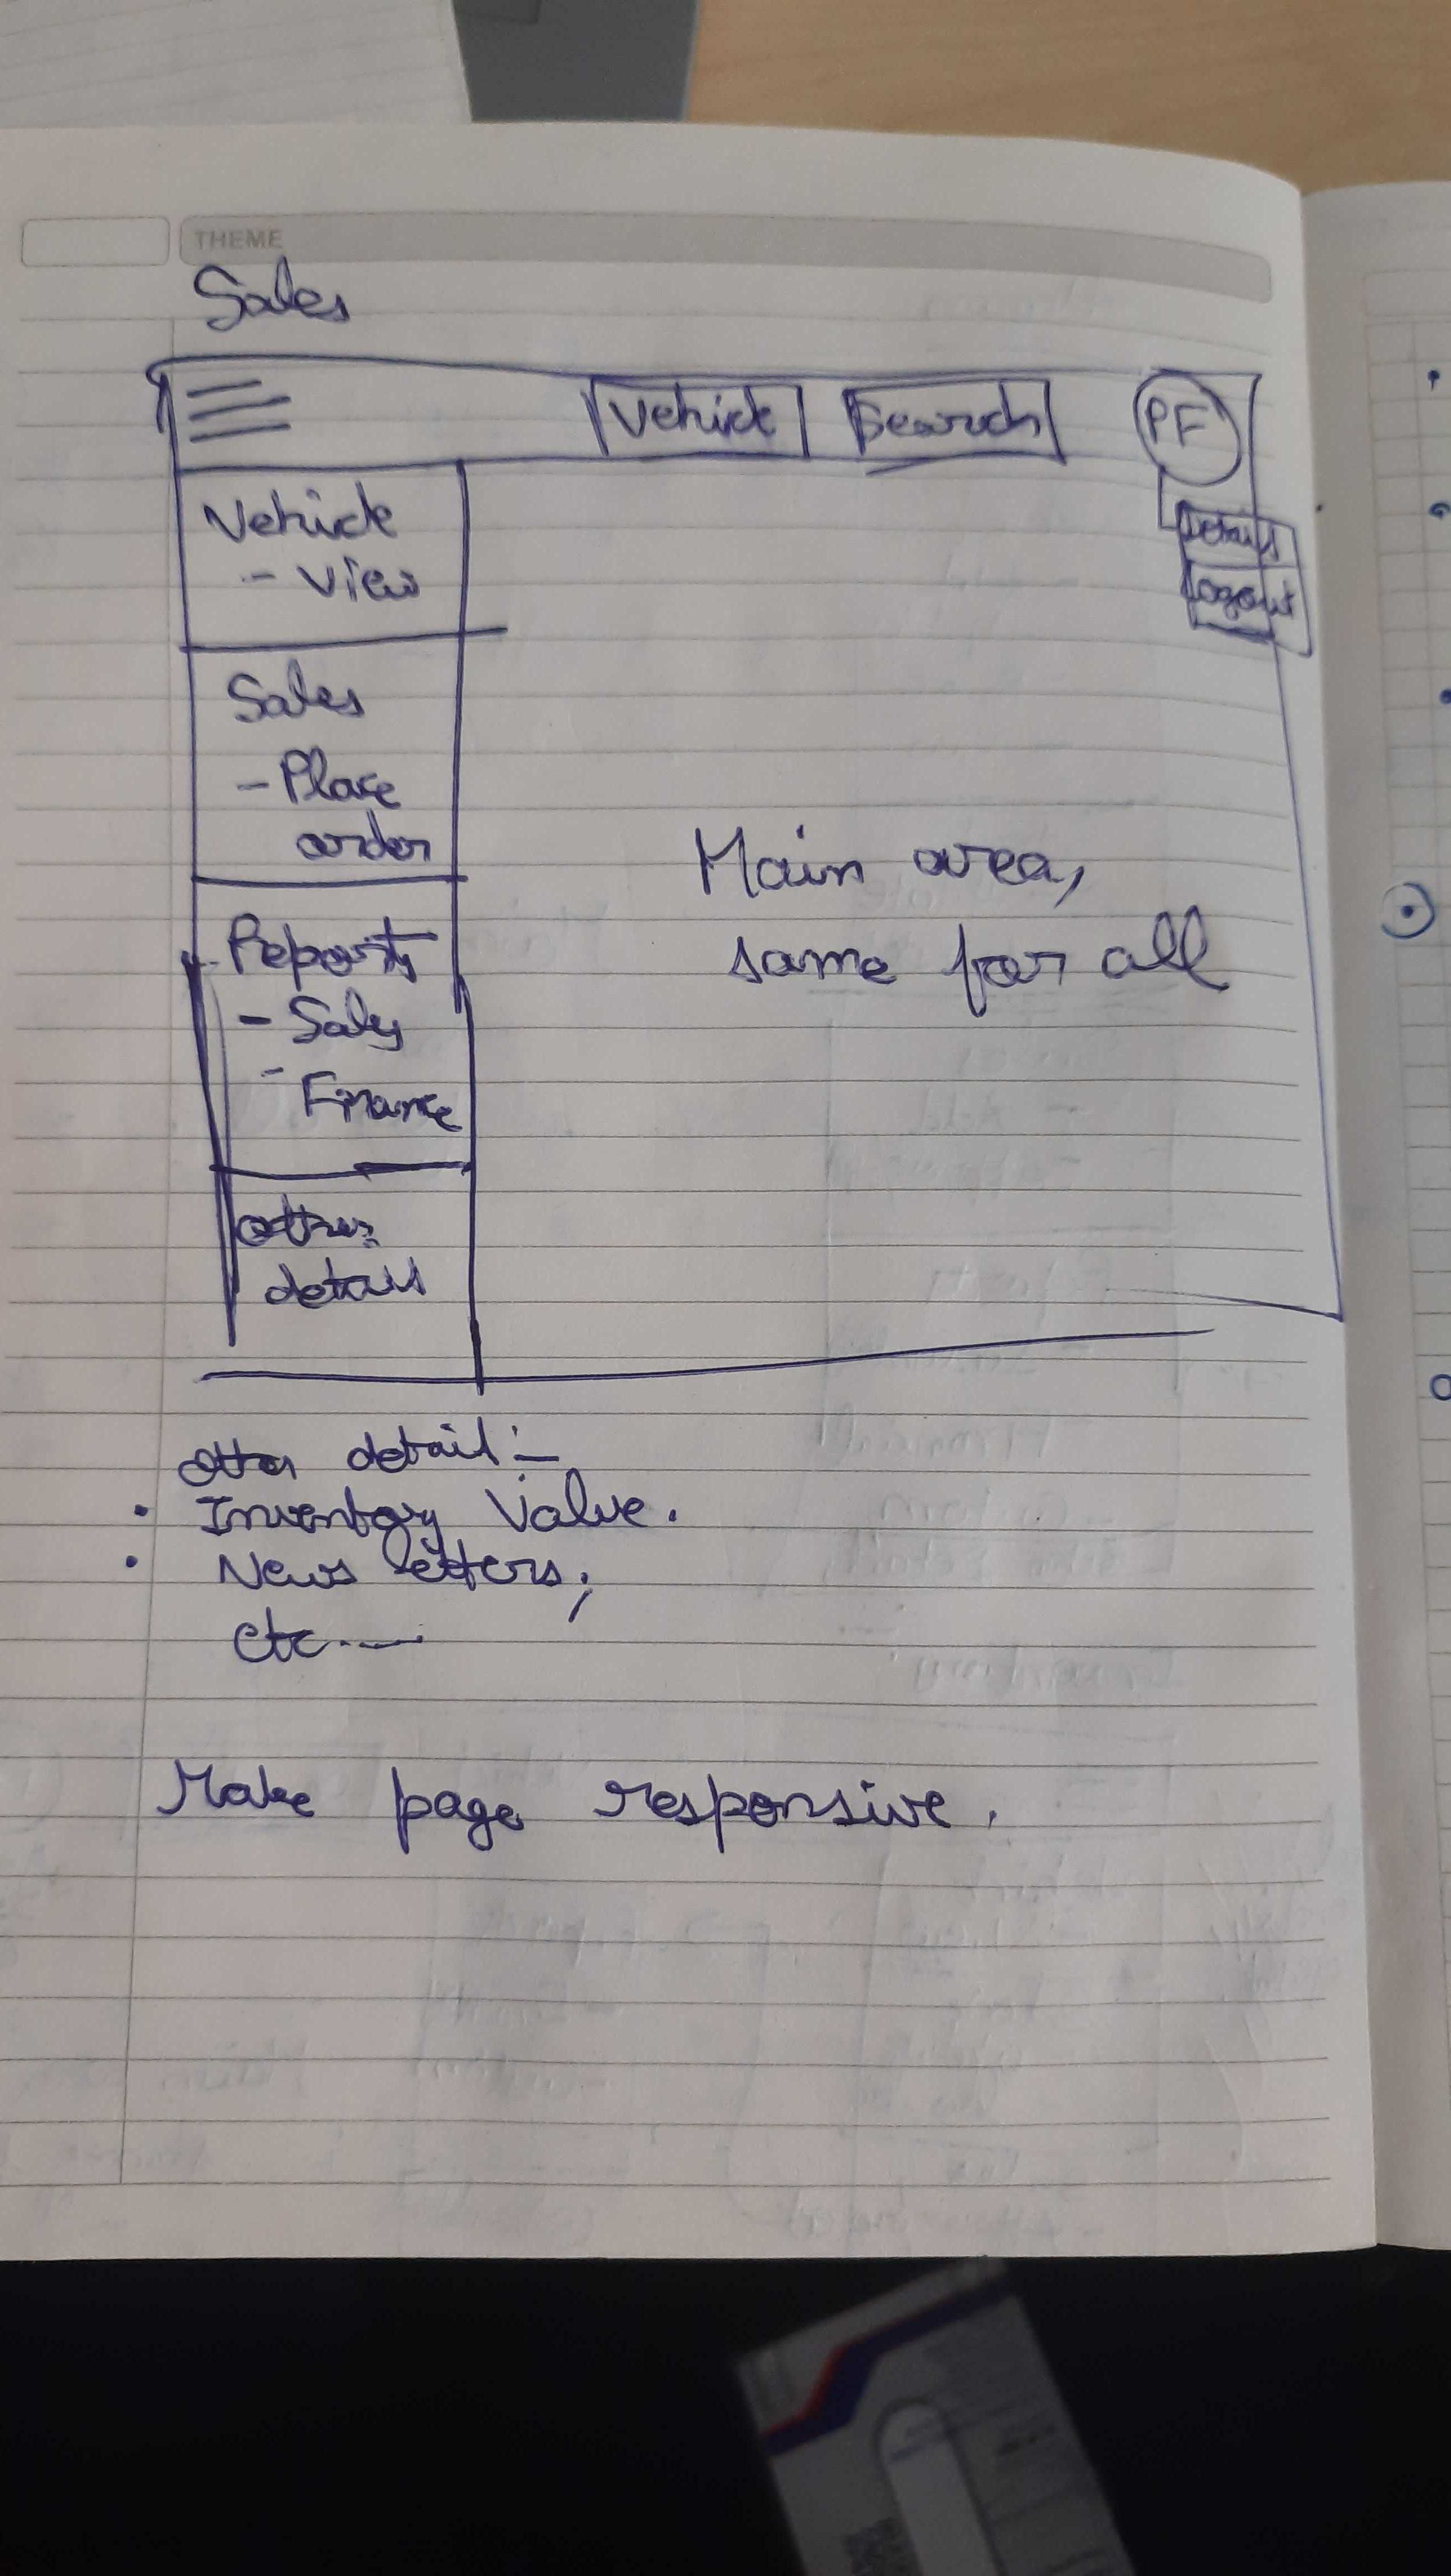 THEME
Sales
Vehicle Search PF
Details
Logout
Vehicle
- View
Sales
- Place
order
Reports
- Sales
- Finance
other
details
Main area,
same for all
other detail :-
• Inventory Value.
• News letters,
etc.
Make page responsive.